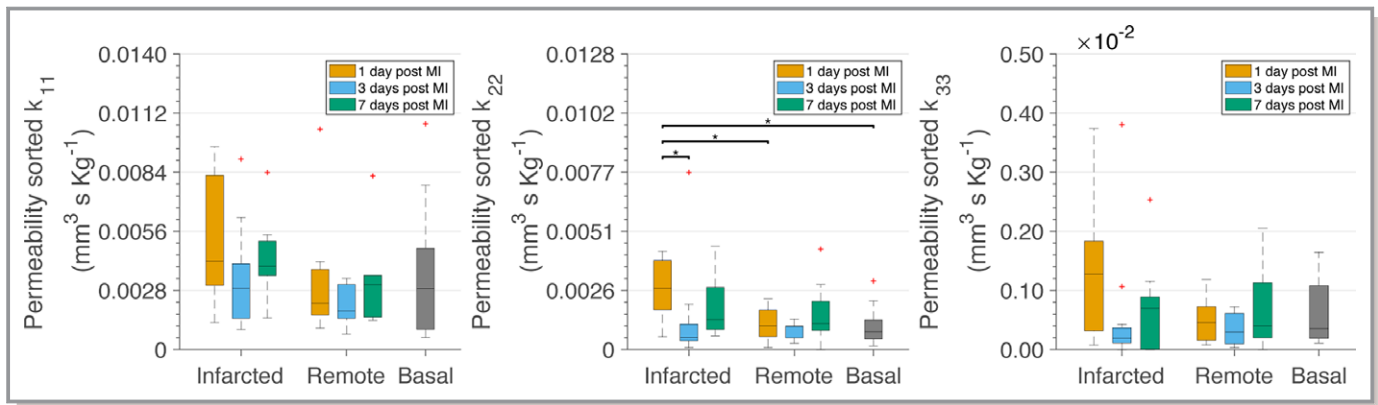 Permeability sorted k11
(mm3 s Kg-1)
0.0140
0.0112
0.0084
0.0056
0.0028
0
1 day post MI
3 days post MI
7 days post MI
Infarcted Remote Basal
Permeability sorted k22
(mm3 s Kg-1)
0.0128
0.0102
0.0077
0.0051
0.0026
0
1 day post MI
3 days post MI
7 days post MI
*
*
*
Infarcted Remote Basal
Permeability sorted k33
(mm3 s Kg-1)
×10-2
0.50
0.40
0.30
0.20
0.10
0.00
1 day post MI
3 days post MI
7 days post MI
Infarcted Remote Basal